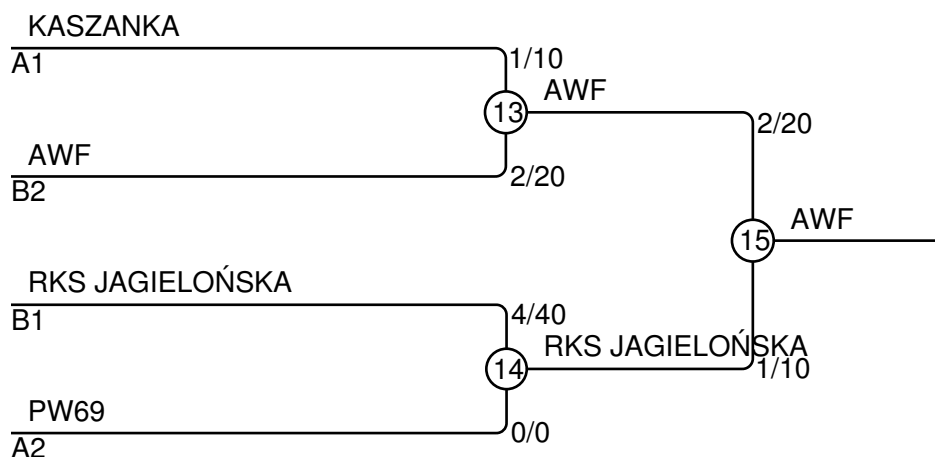 KASZANKA
A1
1/10
13
AWF
2/20
AWF
B2
2/20
15
AWF
RKS JAGIELOŃSKA
B1
4/40
14
RKS JAGIELOŃSKA
1/10
PW69
A2
0/0